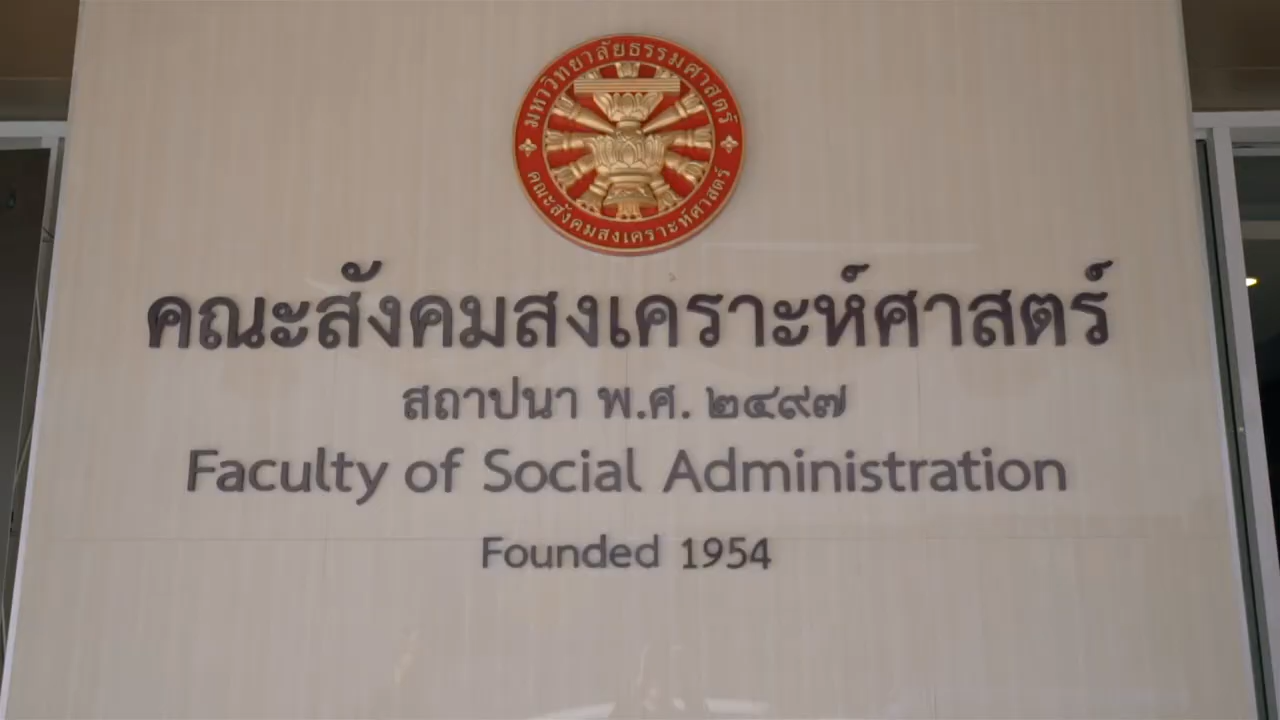 มหาวิทยาลัยธรรมศาสตร์
คณะสังคมสงเคราะห์ศาสตร์
คณะสังคมสงเคราะห์ศาสตร์
สถาปนา พ.ศ. ๒๔๙๗
Faculty of Social Administration
Founded 1954